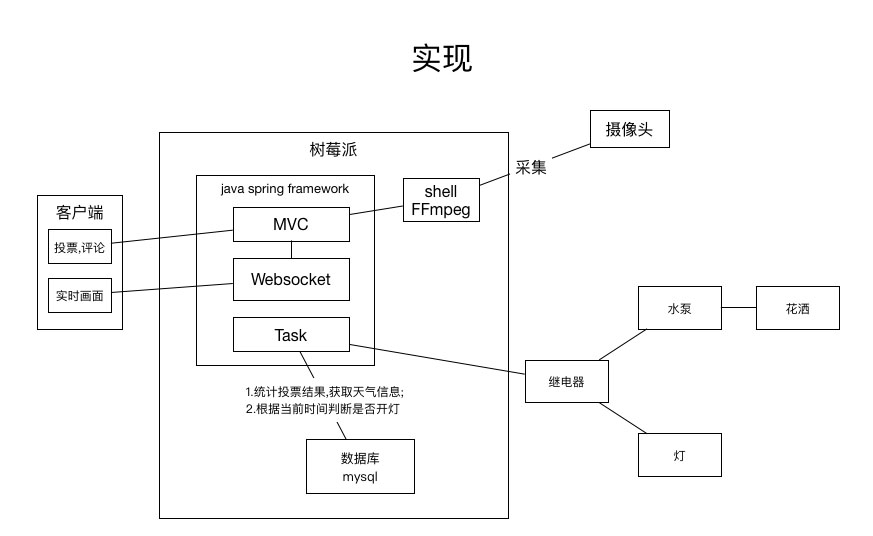 实现
摄像头
采集
树莓派
java spring framework
shell
FFmpeg
MVC
客户端
投票,评论
Websocket
实时画面
Task
水泵
花洒
继电器
1.统计投票结果,获取天气信息;
2.根据当前时间判断是否开灯
灯
数据库
mysql